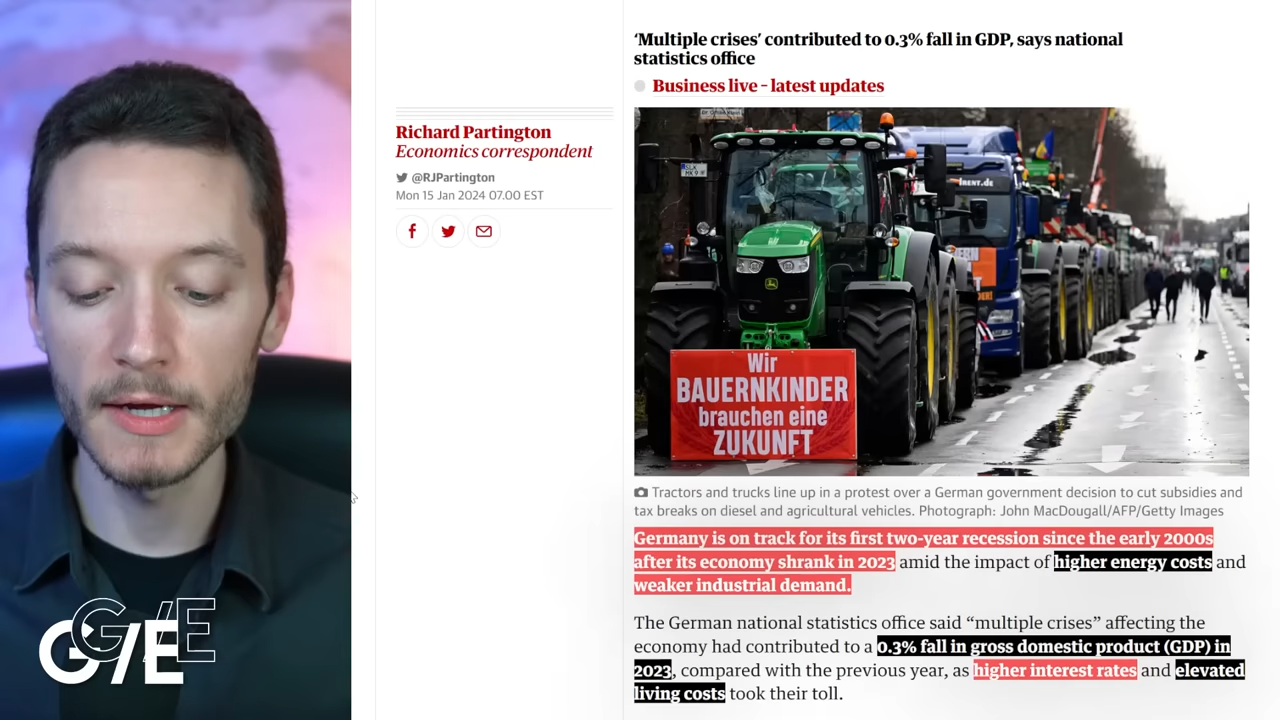 ‘Multiple crises’ contributed to 0.3% fall in GDP, says national
statistics office
Business live – latest updates
Richard Partington
Economics correspondent
@RJPartington
Mon 15 Jan 2024 07.00 EST
Wir
BAUERNKINDER
brauchen eine
ZUKUNFT
Tractors and trucks line up in a protest over a German government decision to cut subsidies and
tax breaks on diesel and agricultural vehicles. Photograph: John MacDougall/AFP/Getty Images
Germany is on track for its first two-year recession since the early 2000s
after its economy shrank in 2023 amid the impact of higher energy costs and
weaker industrial demand.
The German national statistics office said “multiple crises” affecting the
economy had contributed to a 0.3% fall in gross domestic product (GDP) in
2023, compared with the previous year, as higher interest rates and elevated
living costs took their toll.
G/E
G/E